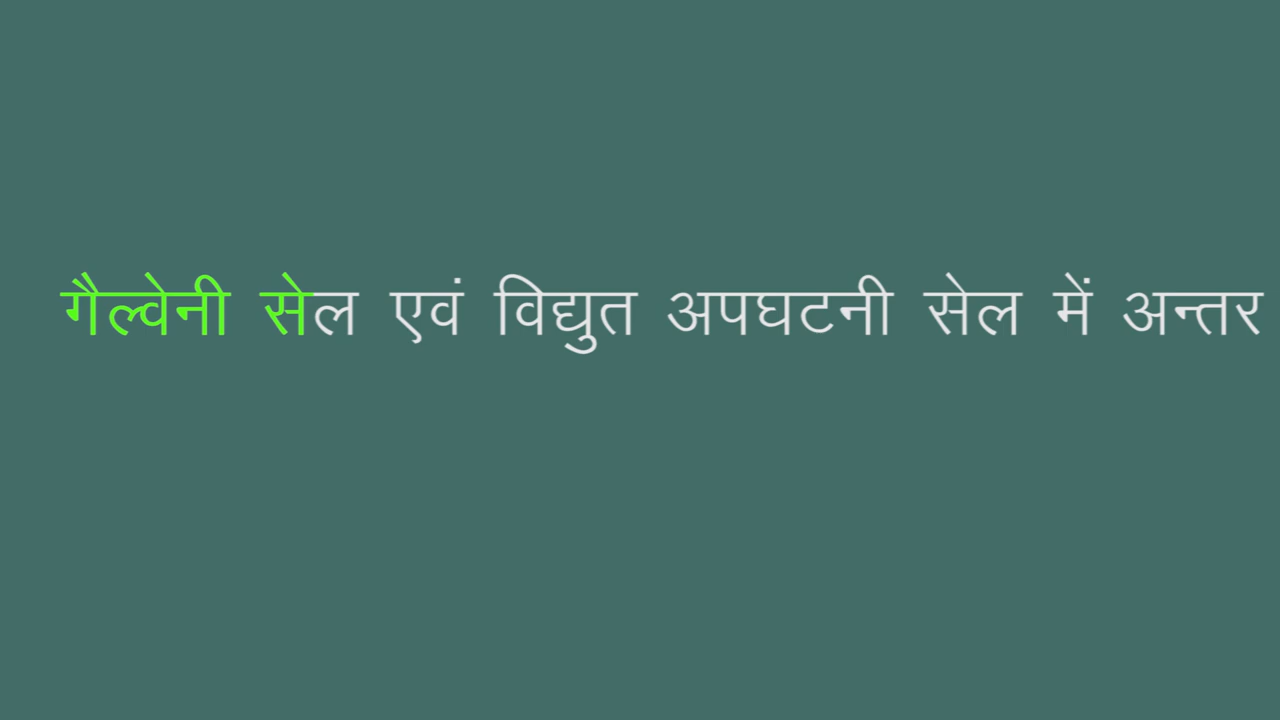 गैल्वेनी सेल एवं विद्युत अपघटनी सेल में अन्तर